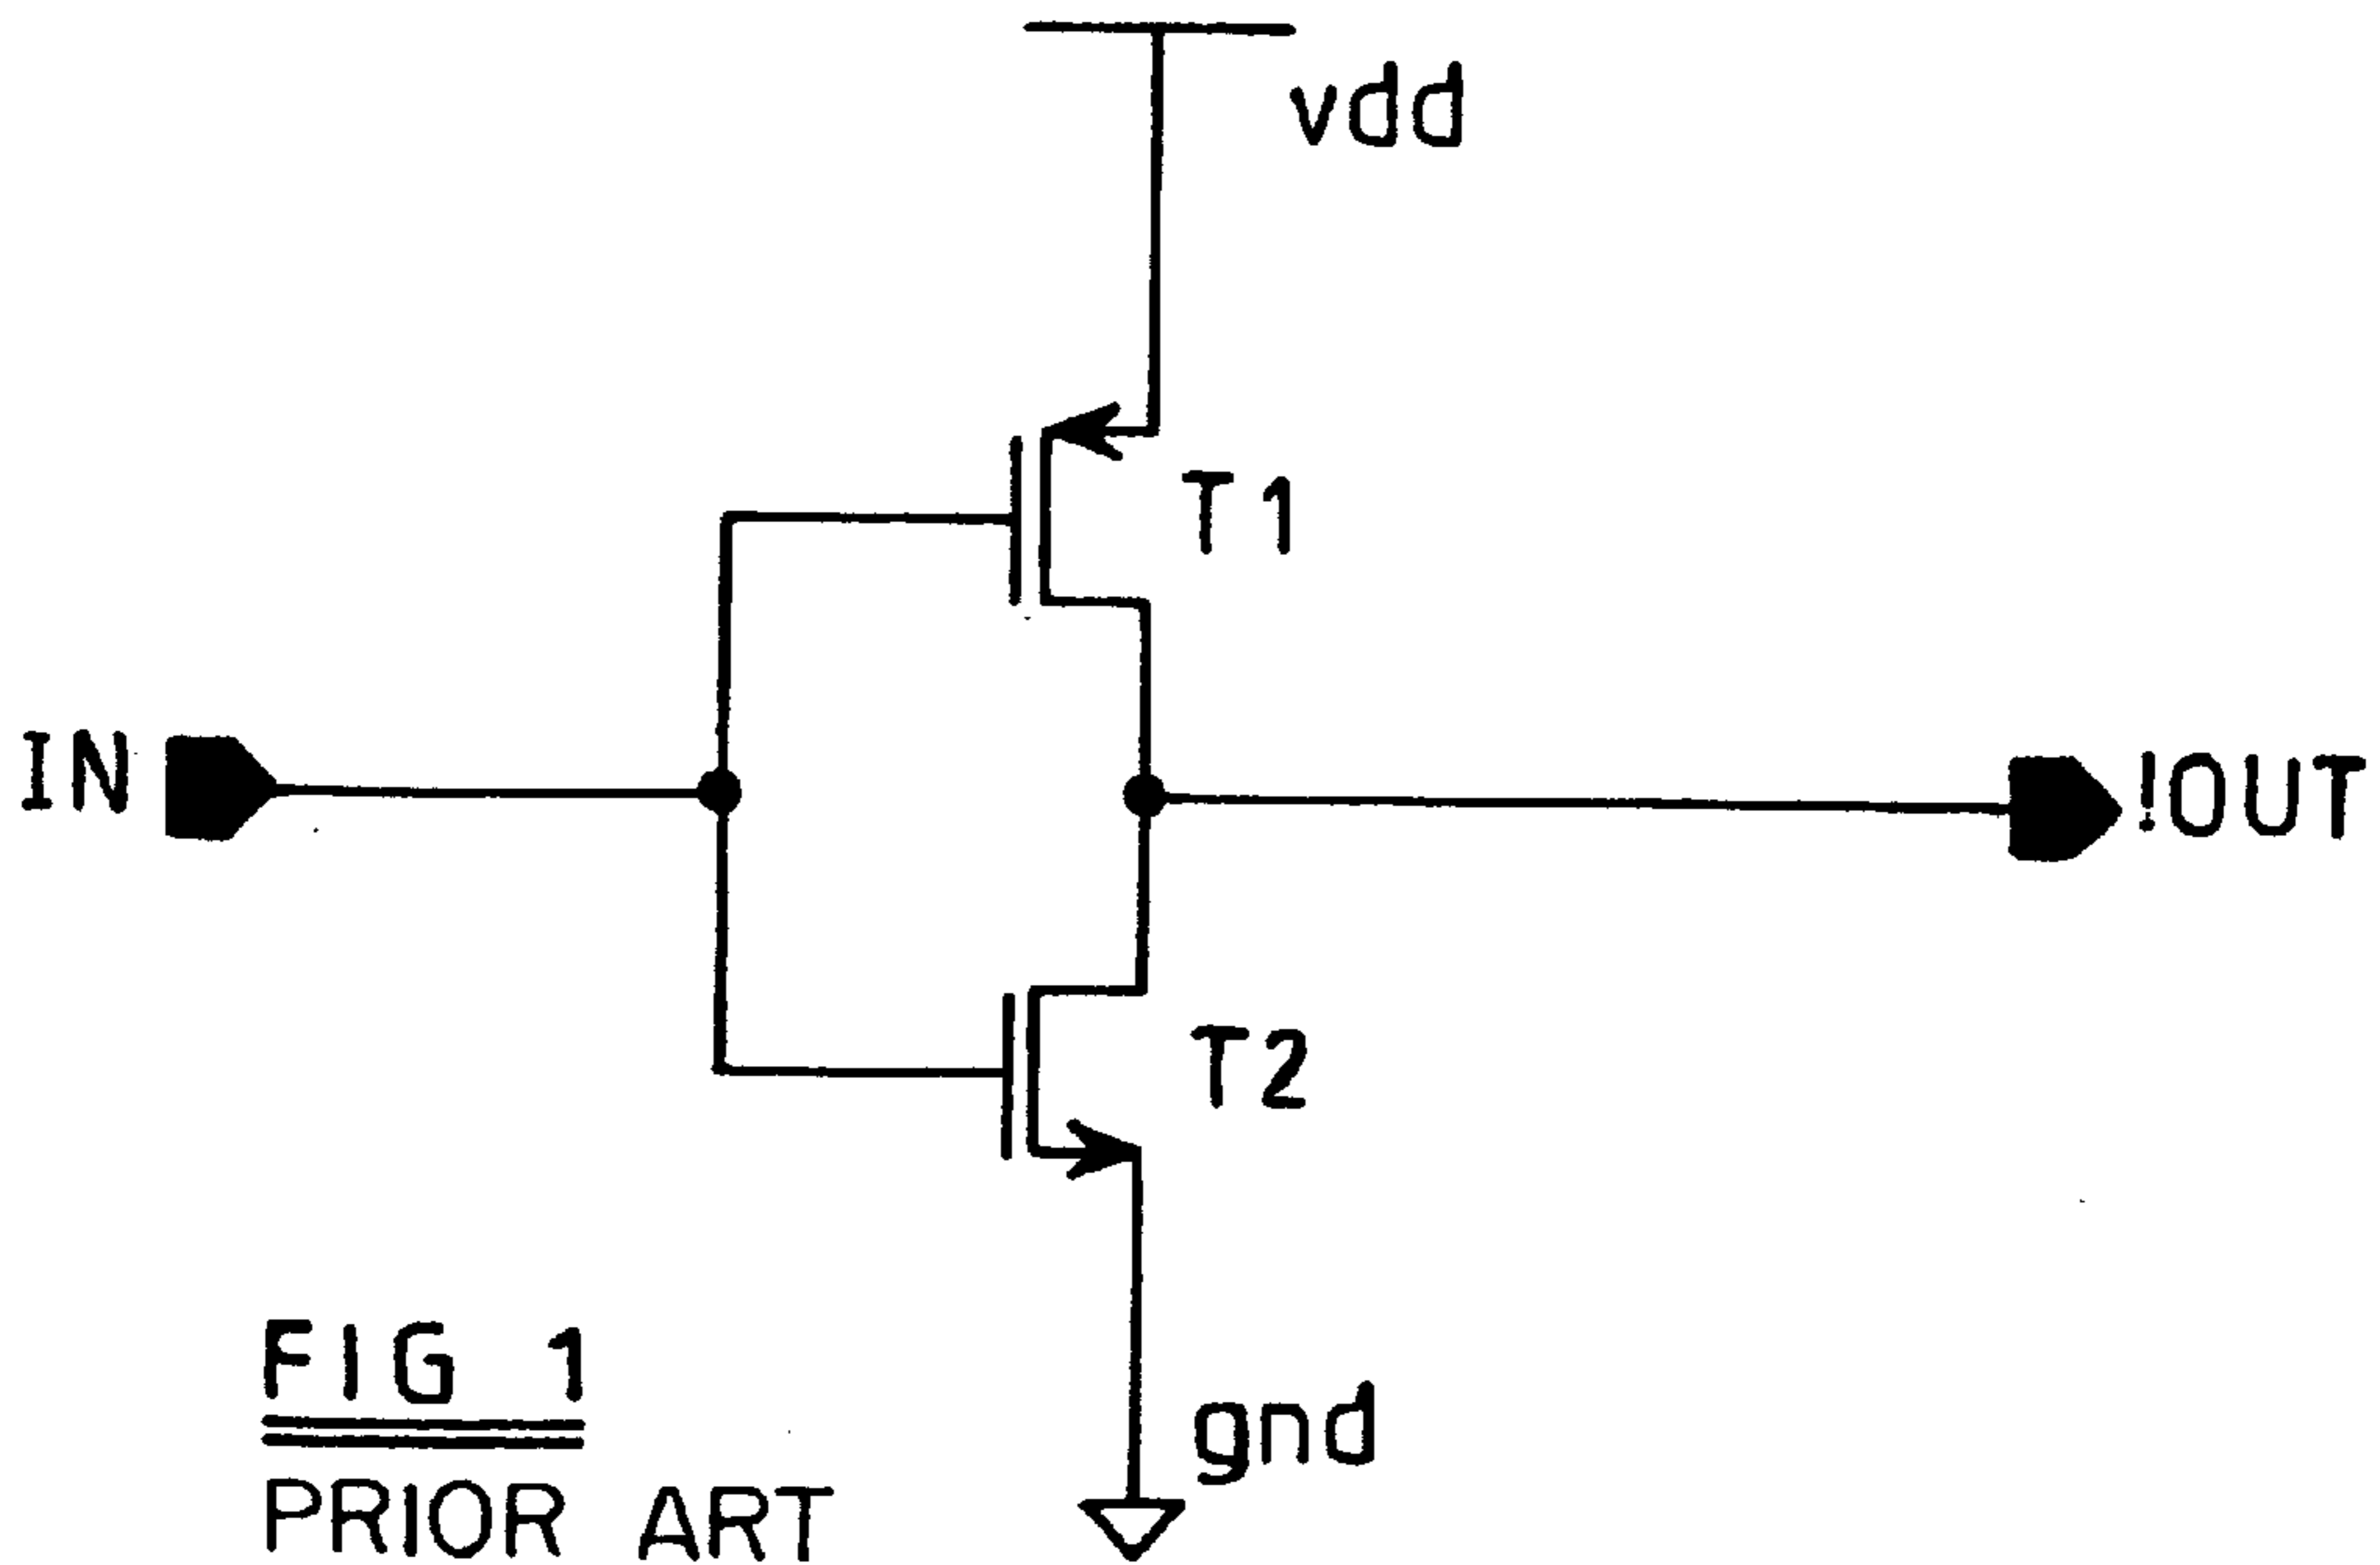 vdd
T1
IN
!OUT
T2
gnd
FIG 1
PRIOR ART